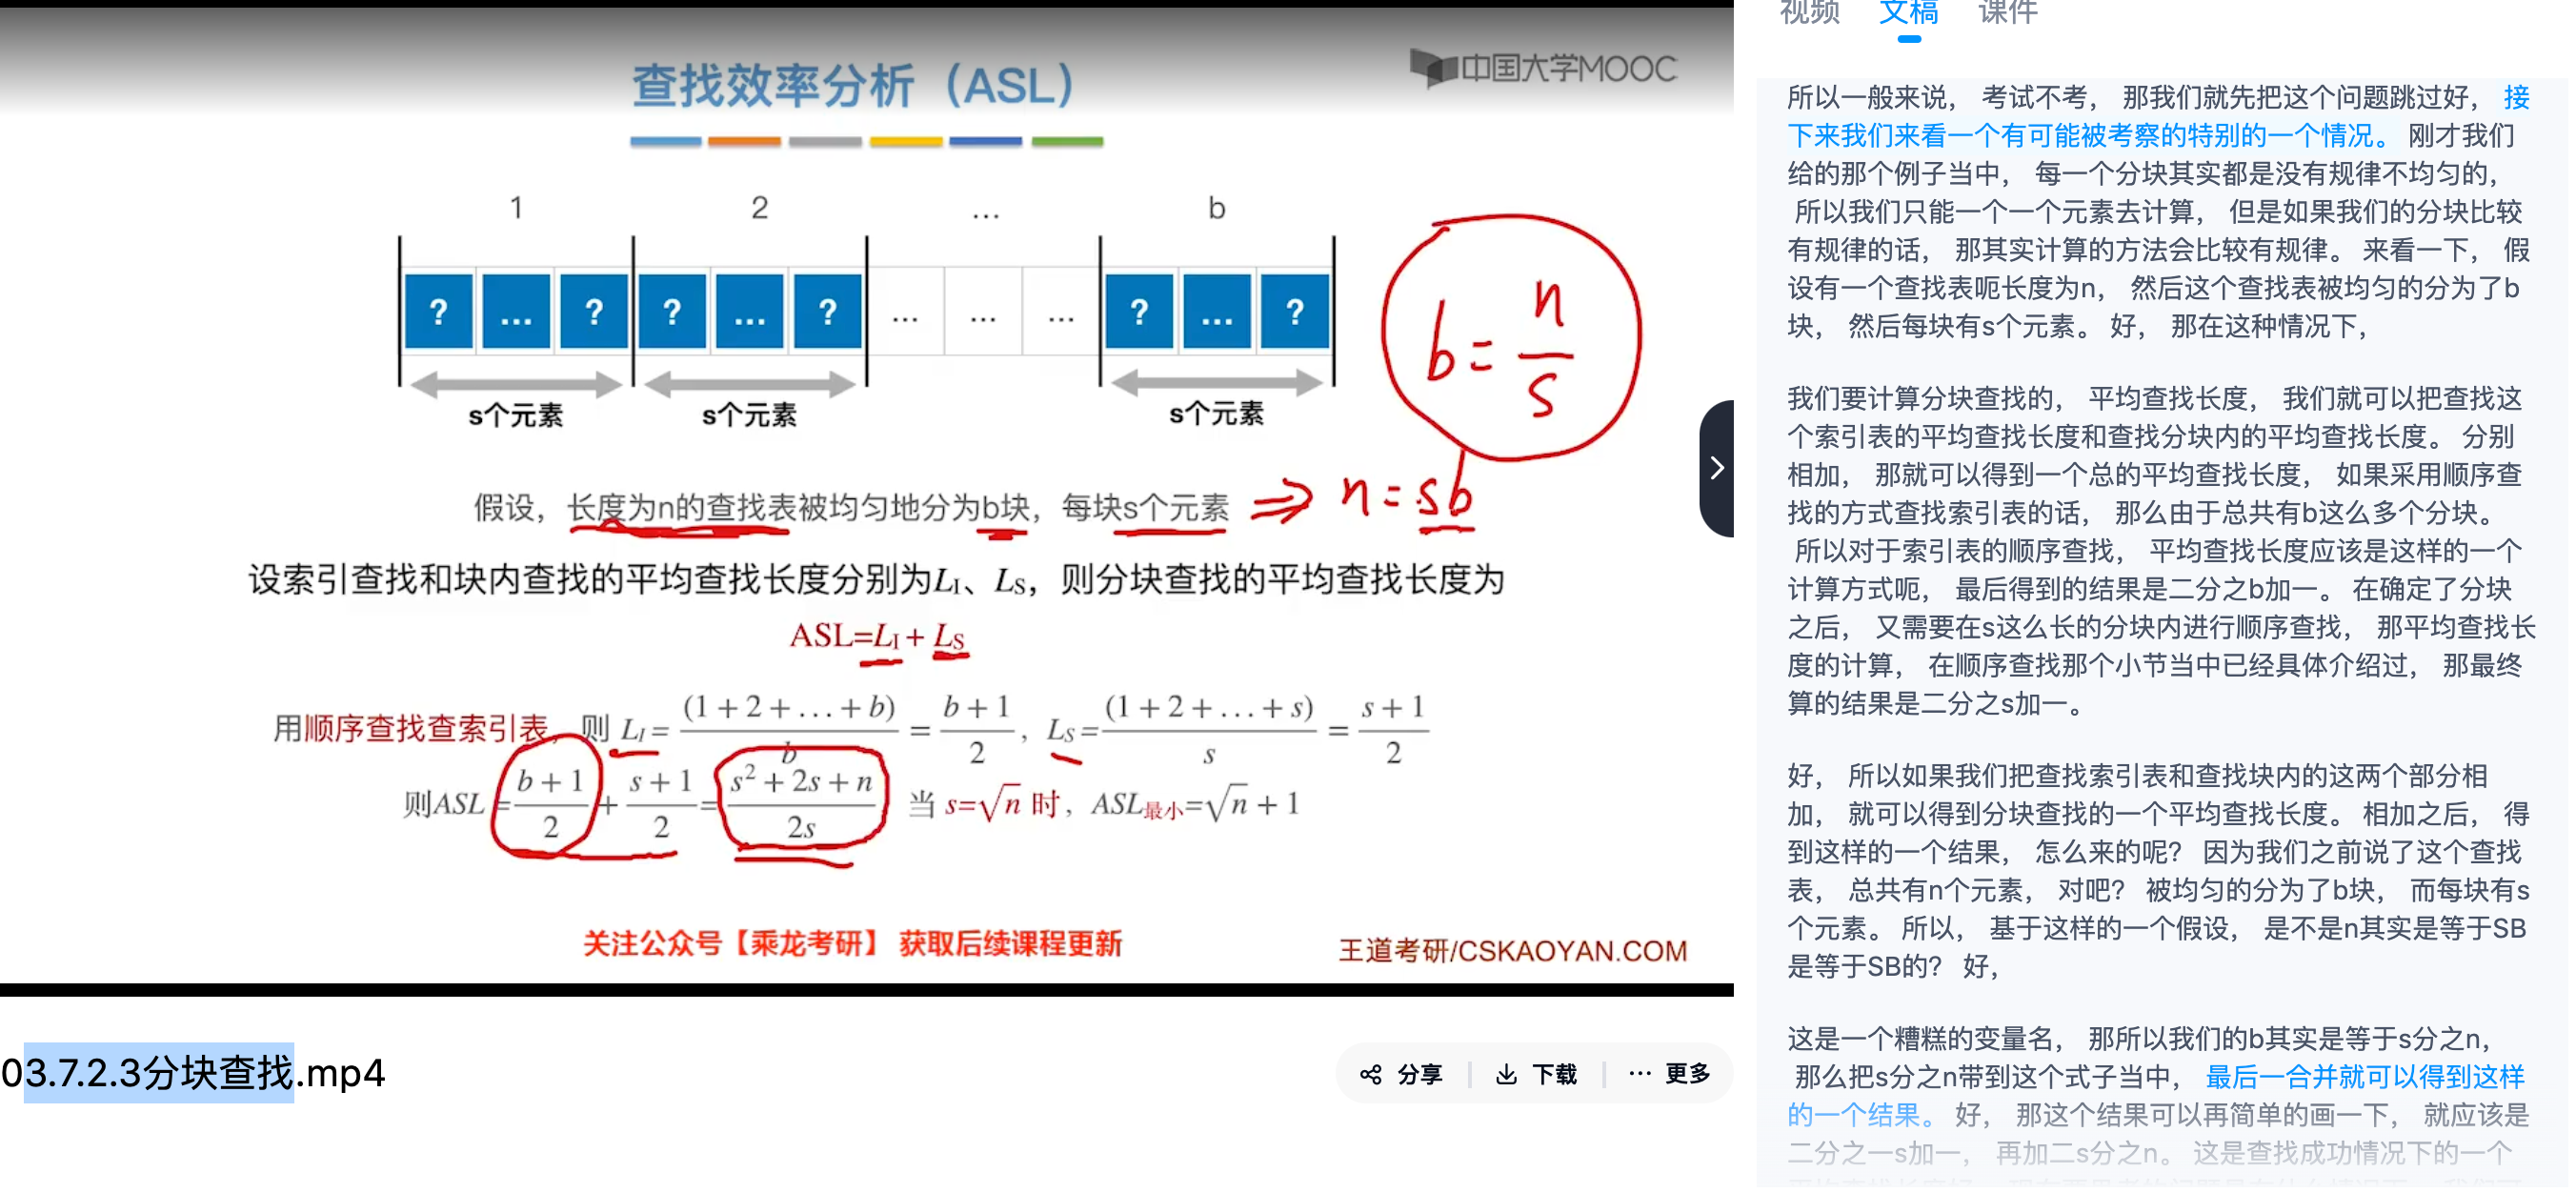 查找效率分析（ASL）
中国大学MOOC
1 2 … b
? … ? ? … ? … … … ? … ?
s个元素 s个元素 s个元素
b = n/s
假设，长度为n的查找表被均匀地分为b块，每块s个元素 ⇒ n = sb
设索引查找和块内查找的平均查找长度分别为LI、LS，则分块查找的平均查找长度为
ASL=LI + LS
用顺序查找查索引表，则 LI = (1 + 2 + … + b)/b = (b + 1)/2，LS = (1 + 2 + … + s)/s = (s + 1)/2
则ASL = (b + 1)/2 + (s + 1)/2 = (s² + 2s + n)/2s 当 s=√n 时，ASL最小=√n + 1
关注公众号【乘龙考研】 获取后续课程更新
王道考研/CSKAOYAN.COM
03.7.2.3分块查找.mp4
分享 下载 … 更多
视频 文稿 课件
所以一般来说， 考试不考， 那我们就先把这个问题跳过好， 接
下来我们来看一个有可能被考察的特别的一个情况。 刚才我们
给的那个例子当中， 每一个分块其实都是没有规律不均匀的，
所以我们只能一个一个元素去计算， 但是如果我们的分块比较
有规律的话， 那其实计算的方法会比较有规律。 来看一下， 假
设有一个查找表呃长度为n， 然后这个查找表被均匀的分为了b
块， 然后每块有s个元素。 好， 那在这种情况下，
我们要计算分块查找的， 平均查找长度， 我们就可以把查找这
个索引表的平均查找长度和查找分块内的平均查找长度。 分别
相加， 那就可以得到一个总的平均查找长度， 如果采用顺序查
找的方式查找索引表的话， 那么由于总共有b这么多个分块。
所以对于索引表的顺序查找， 平均查找长度应该是这样的一个
计算方式呃， 最后得到的结果是二分之b加一。 在确定了分块
之后， 又需要在s这么长的分块内进行顺序查找， 那平均查找长
度的计算， 在顺序查找那个小节当中已经具体介绍过， 那最终
算的结果是二分之s加一。
好， 所以如果我们把查找索引表和查找块内的这两个部分相
加， 就可以得到分块查找的一个平均查找长度。 相加之后， 得
到这样的一个结果， 怎么来的呢？ 因为我们之前说了这个查找
表， 总共有n个元素， 对吧？ 被均匀的分为了b块， 而每块有s
个元素。 所以， 基于这样的一个假设， 是不是n其实是等于SB
是等于SB的？ 好，
这是一个糟糕的变量名， 那所以我们的b其实是等于s分之n，
那么把s分之n带到这个式子当中， 最后一合并就可以得到这样
的一个结果。 好， 那这个结果可以再简单的画一下， 就应该是
二分之一s加一， 再加二s分之n。 这是查找成功情况下的一个